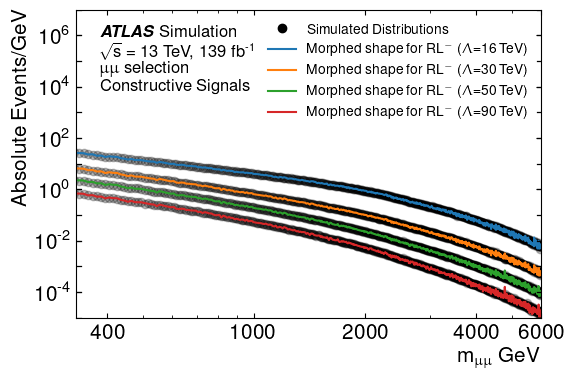 ATLAS Simulation
√s = 13 TeV, 139 fb⁻¹
μμ selection
Constructive Signals
Simulated Distributions
Morphed shape for RL⁻ (Λ=16 TeV)
Morphed shape for RL⁻ (Λ=30 TeV)
Morphed shape for RL⁻ (Λ=50 TeV)
Morphed shape for RL⁻ (Λ=90 TeV)
Absolute Events/GeV
10⁶
10⁴
10²
10⁰
10⁻²
10⁻⁴
400 1000 2000 4000 6000
m_μμ GeV